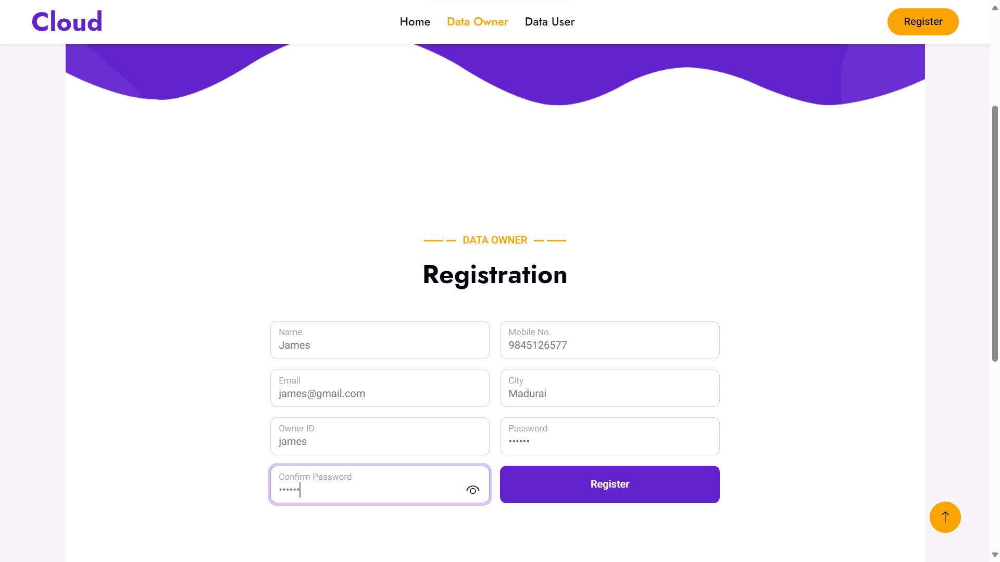 Cloud
Home Data Owner Data User
Register
DATA OWNER
Registration
Name
James
Mobile No.
9845126577
Email
james@gmail.com
City
Madurai
Owner ID
james
Password
••••••
Confirm Password
••••••
Register